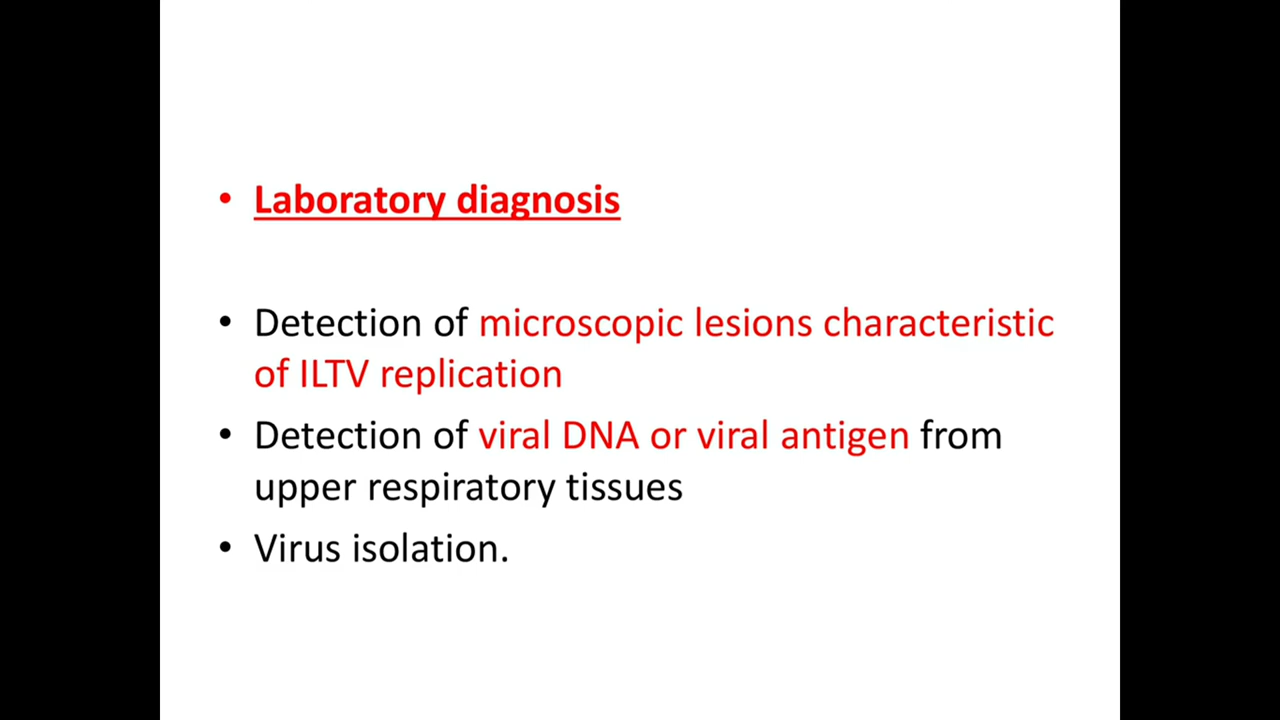 • Laboratory diagnosis
• Detection of microscopic lesions characteristic
of ILTV replication
• Detection of viral DNA or viral antigen from
upper respiratory tissues
• Virus isolation.